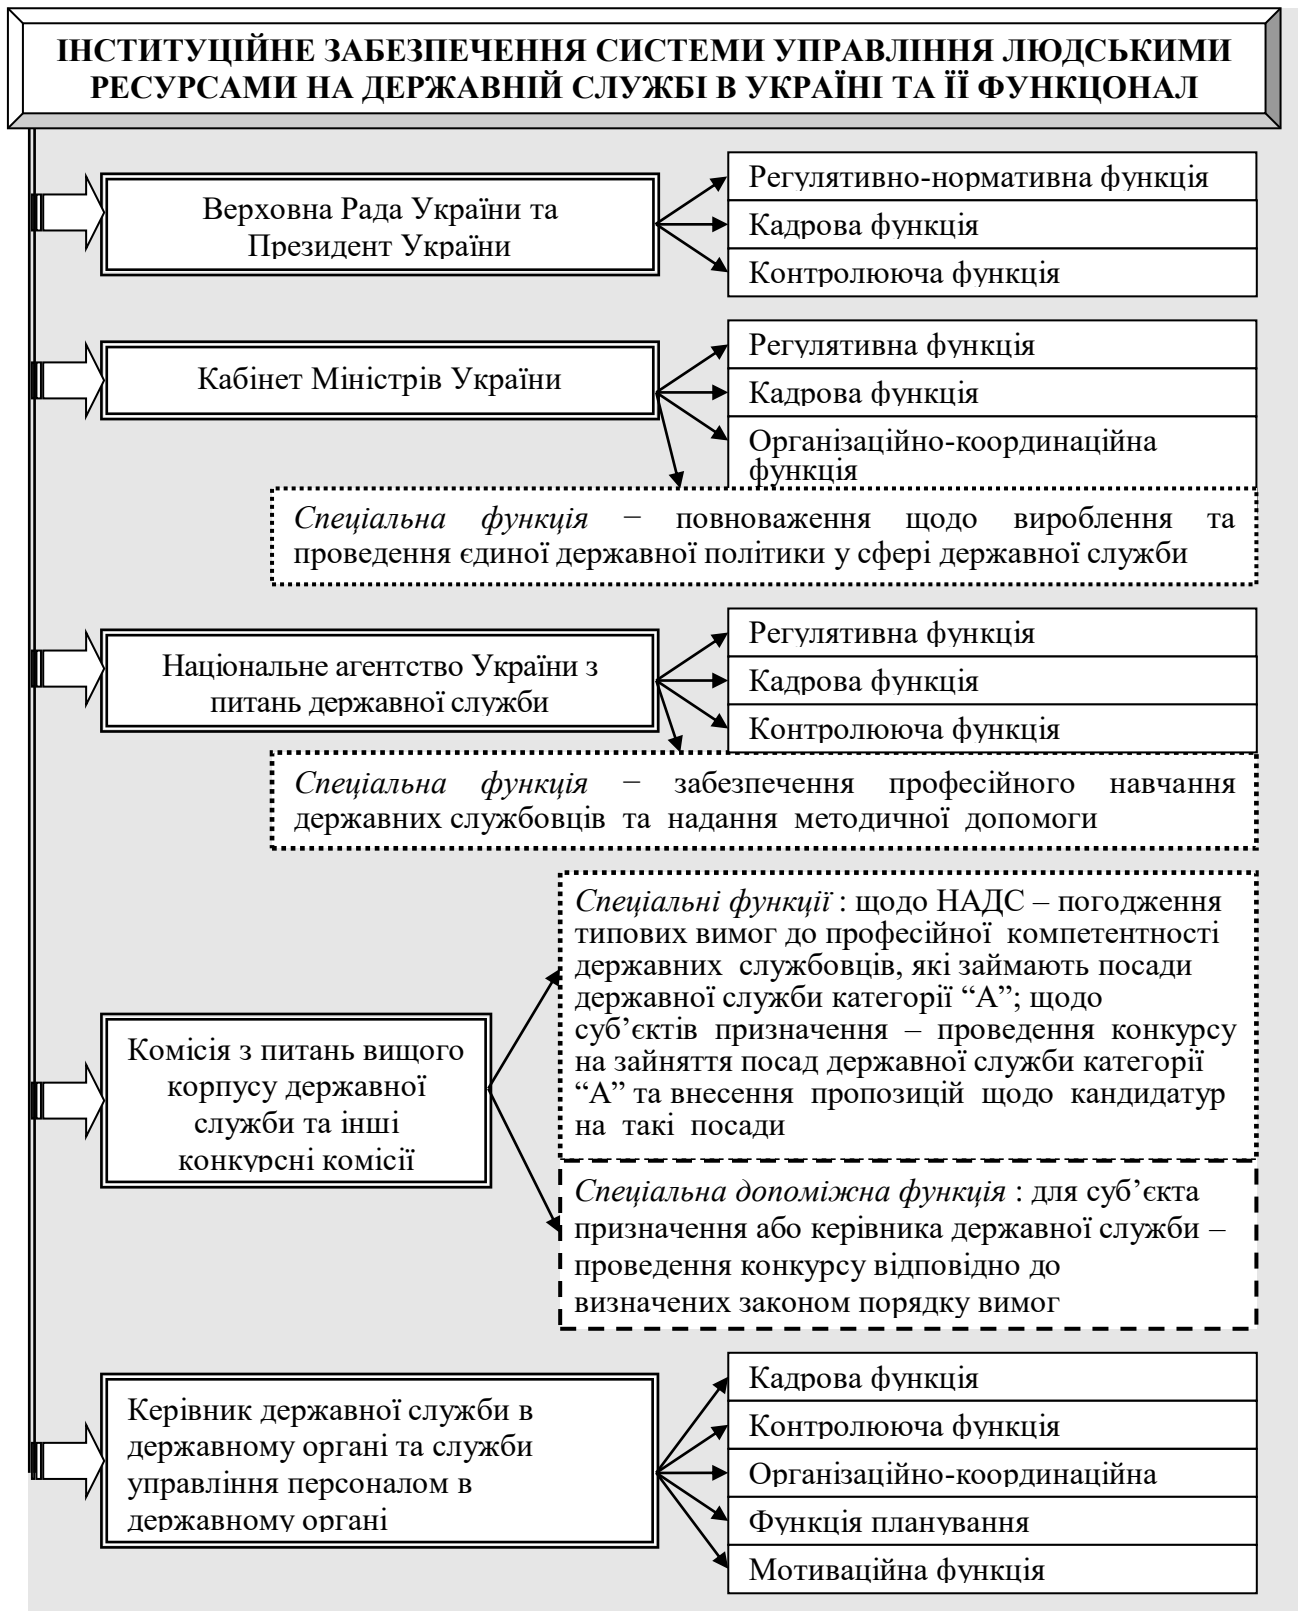 ІНСТИТУЦІЙНЕ ЗАБЕЗПЕЧЕННЯ СИСТЕМИ УПРАВЛІННЯ ЛЮДСЬКИМИ
РЕСУРСАМИ НА ДЕРЖАВНІЙ СЛУЖБІ В УКРАЇНІ ТА ЇЇ ФУНКЦОНАЛ
Верховна Рада України та
Президент України
Регулятивно-нормативна функція
Кадрова функція
Контролююча функція
Кабінет Міністрів України
Регулятивна функція
Кадрова функція
Організаційно-координаційна
функція
Спеціальна функція − повноваження щодо вироблення та
проведення єдиної державної політики у сфері державної служби
Національне агентство України з
питань державної служби
Регулятивна функція
Кадрова функція
Контролююча функція
Спеціальна функція − забезпечення професійного навчання
державних службовців та надання методичної допомоги
Комісія з питань вищого
корпусу державної
служби та інші
конкурсні комісії
Спеціальні функції : щодо НАДС – погодження
типових вимог до професійної компетентності
державних службовців, які займають посади
державної служби категорії “А”; щодо
суб’єктів призначення – проведення конкурсу
на зайняття посад державної служби категорії
“А” та внесення пропозицій щодо кандидатур
на такі посади
Спеціальна допоміжна функція : для суб’єкта
призначення або керівника державної служби –
проведення конкурсу відповідно до
визначених законом порядку вимог
Керівник державної служби в
державному органі та служби
управління персоналом в
державному органі
Кадрова функція
Контролююча функція
Організаційно-координаційна
Функція планування
Мотиваційна функція